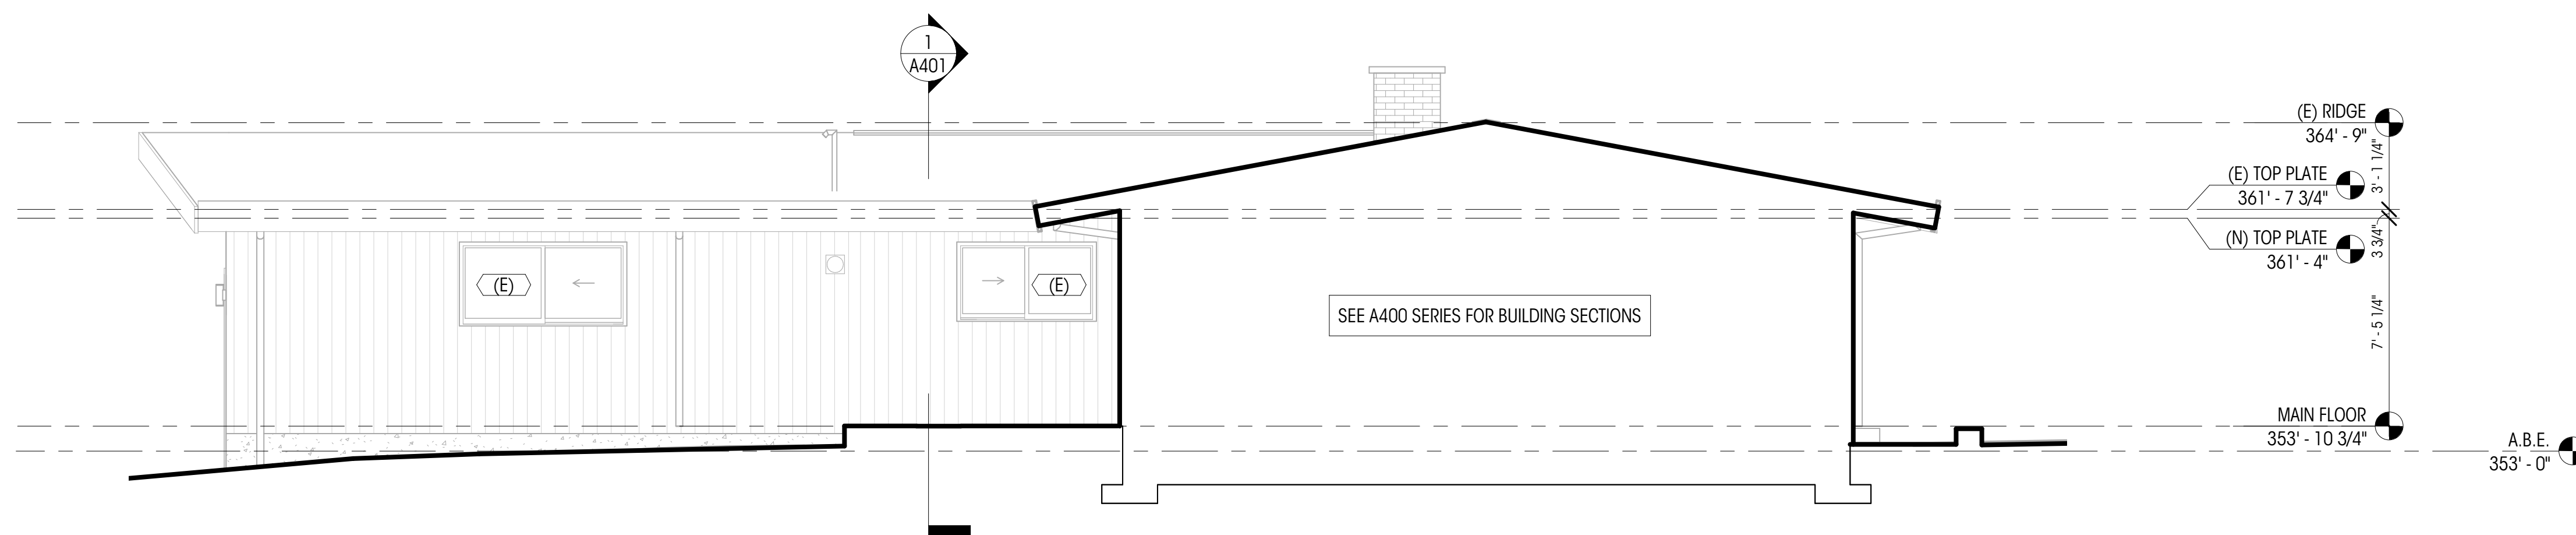 1
A401
(E) RIDGE
364' - 9"
3' - 1 1/4"
(E) TOP PLATE
361' - 7 3/4"
(N) TOP PLATE
361' - 4"
3 3/4"
(E)
(E)
SEE A400 SERIES FOR BUILDING SECTIONS
7' - 5 1/4"
MAIN FLOOR
353' - 10 3/4"
A.B.E.
353' - 0"